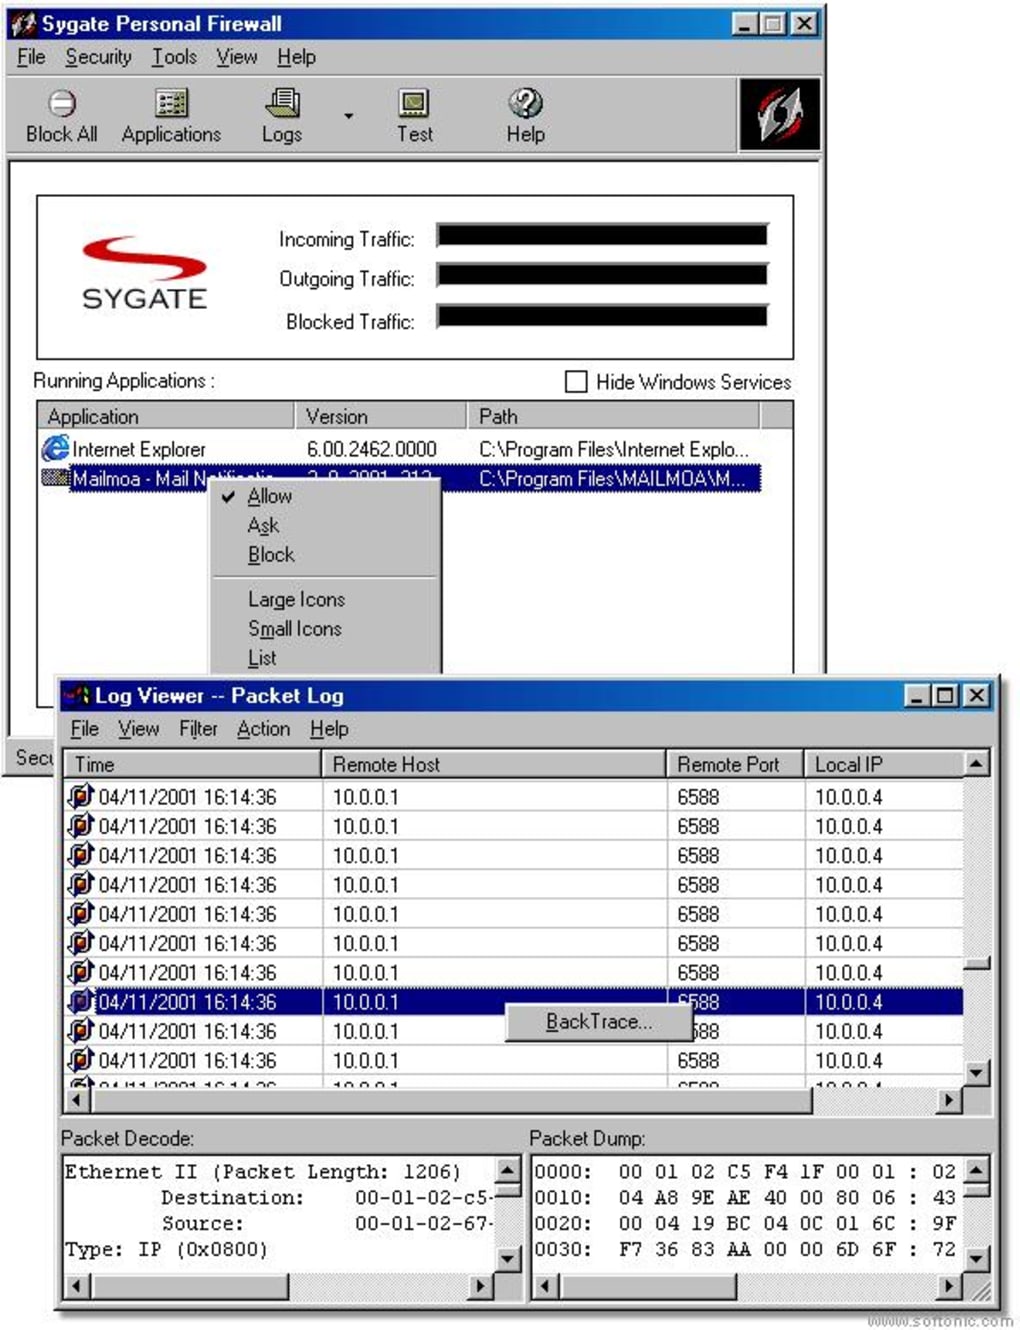 Sygate Personal Firewall
File Security Tools View Help
Block All Applications Logs Test Help
Incoming Traffic:
Outgoing Traffic:
SYGATE
Blocked Traffic:
Running Applications : Hide Windows Services
Application Version Path
Internet Explorer 6.00.2462.0000 C:\Program Files\Internet Explo...
Mailmoa - Mail C:\Program Files\MAILMOA\M...
Allow
Ask
Block
Large Icons
Small Icons
List
Log Viewer -- Packet Log
File View Filter Action Help
Secu
Time Remote Host Remote Port Local IP
04/11/2001 16:14:36 10.0.0.1 6588 10.0.0.4
04/11/2001 16:14:36 10.0.0.1 6588 10.0.0.4
04/11/2001 16:14:36 10.0.0.1 6588 10.0.0.4
04/11/2001 16:14:36 10.0.0.1 6588 10.0.0.4
04/11/2001 16:14:36 10.0.0.1 6588 10.0.0.4
04/11/2001 16:14:36 10.0.0.1 6588 10.0.0.4
04/11/2001 16:14:36 10.0.0.1 6588 10.0.0.4
04/11/2001 16:14:36 10.0.0.1 6588 10.0.0.4
BackTrace...
04/11/2001 16:14:36 10.0.0.1 588 10.0.0.4
04/11/2001 16:14:36 10.0.0.1 6588 10.0.0.4
Packet Decode: Packet Dump:
Ethernet II (Packet Length: 1206) 0000: 00 01 02 C5 F4 1F 00 01 : 02
Destination: 00-01-02-c5- 0010: 04 A8 9E AE 40 00 80 06 : 43
Source: 00-01-02-67- 0020: 00 04 19 BC 04 0C 01 6C : 9F
Type: IP (0x0800) 0030: F7 36 83 AA 00 00 6D 6F : 72
www.softonic.com